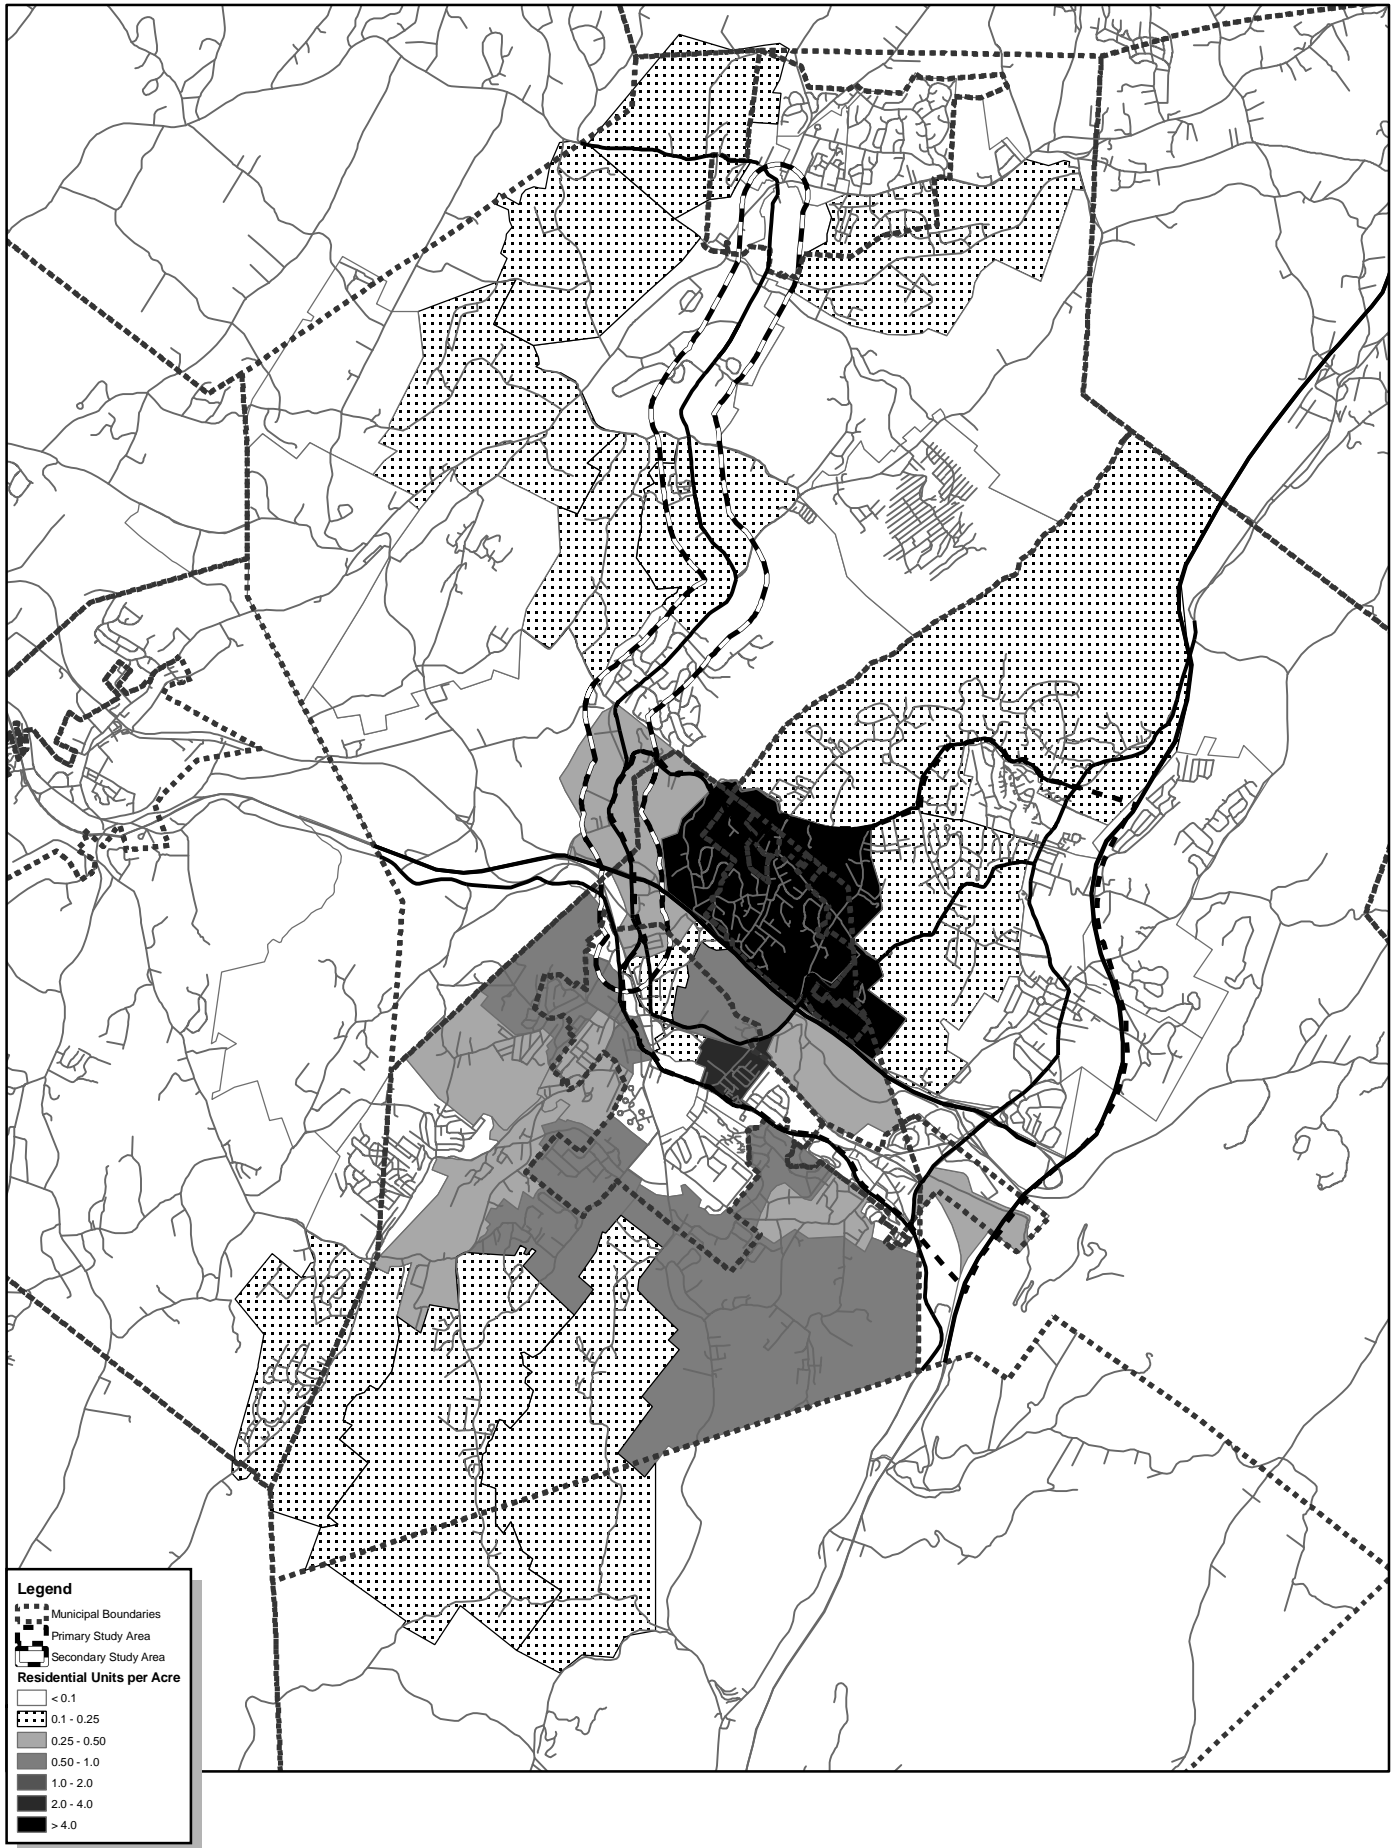 Legend
Municipal Boundaries
Primary Study Area
Secondary Study Area
Residential Units per Acre
< 0.1
0.1 - 0.25
0.25 - 0.50
0.50 - 1.0
1.0 - 2.0
2.0 - 4.0
> 4.0